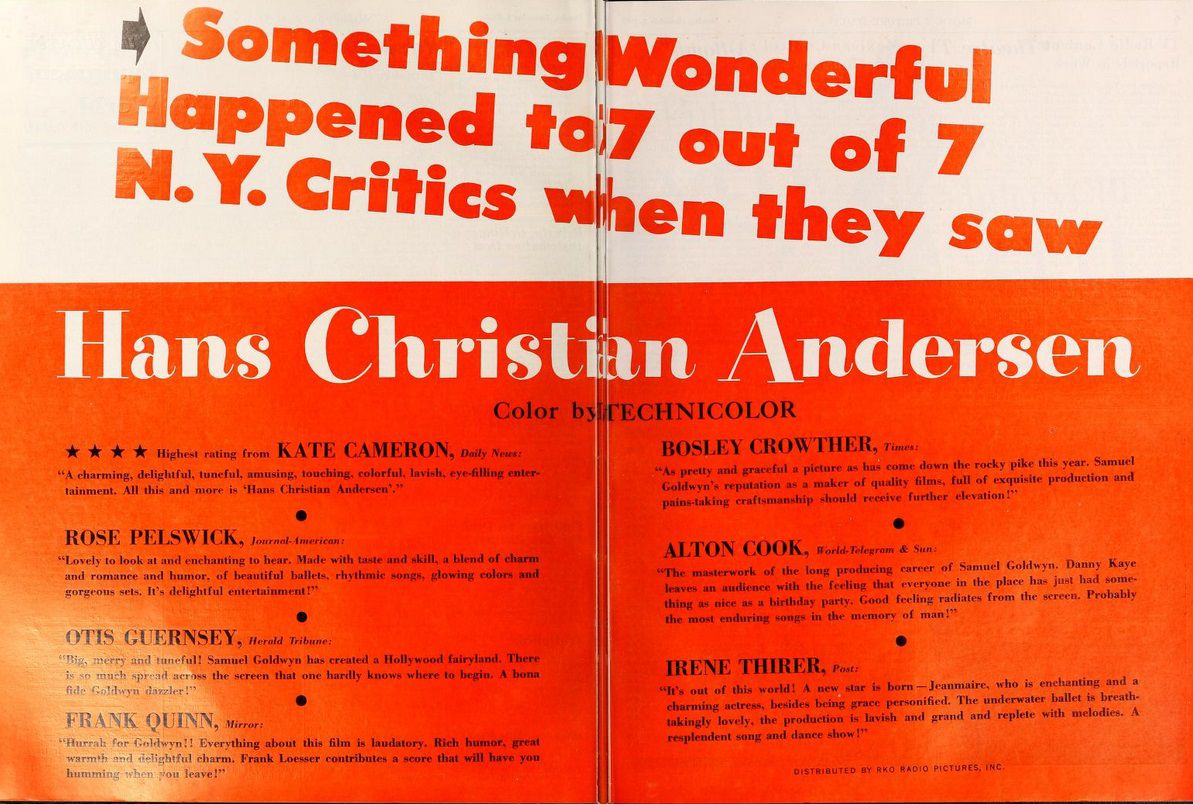 Something Wonderful
Happened to 7 out of 7
N. Y. Critics when they saw
Hans Christian Andersen
Color by TECHNICOLOR
★ ★ ★ ★ Highest rating from KATE CAMERON, Daily News:
“A charming, delightful, tuneful, amusing, touching, colorful, lavish, eye-filling enter-
tainment. All this and more is ‘Hans Christian Andersen’.”
ROSE PELSWICK, Journal-American:
“Lovely to look at and enchanting to hear. Made with taste and skill, a blend of charm
and romance and humor, of beautiful ballets, rhythmic songs, glowing colors and
gorgeous sets. It’s delightful entertainment!”
OTIS GUERNSEY, Herald Tribune:
“Big, merry and tuneful! Samuel Goldwyn has created a Hollywood fairyland. There
is so much spread across the screen that one hardly knows where to begin. A bona
fide Goldwyn dazzler!”
FRANK QUINN, Mirror:
“Hurrah for Goldwyn!! Everything about this film is laudatory. Rich humor, great
warmth and delightful charm. Frank Loesser contributes a score that will have you
humming when you leave!”
BOSLEY CROWTHER, Times:
“As pretty and graceful a picture as has come down the rocky pike this year. Samuel
Goldwyn’s reputation as a maker of quality films, full of exquisite production and
pains-taking craftsmanship should receive further elevation!”
ALTON COOK, World-Telegram & Sun:
“The masterwork of the long producing career of Samuel Goldwyn. Danny Kaye
leaves an audience with the feeling that everyone in the place has just had some-
thing as nice as a birthday party. Good feeling radiates from the screen. Probably
the most enduring songs in the memory of man!”
IRENE THIRER, Post:
“It’s out of this world! A new star is born — Jeanmaire, who is enchanting and a
charming actress, besides being grace personified. The underwater ballet is breath-
takingly lovely, the production is lavish and grand and replete with melodies. A
resplendent song and dance show!”
DISTRIBUTED BY RKO RADIO PICTURES, INC.